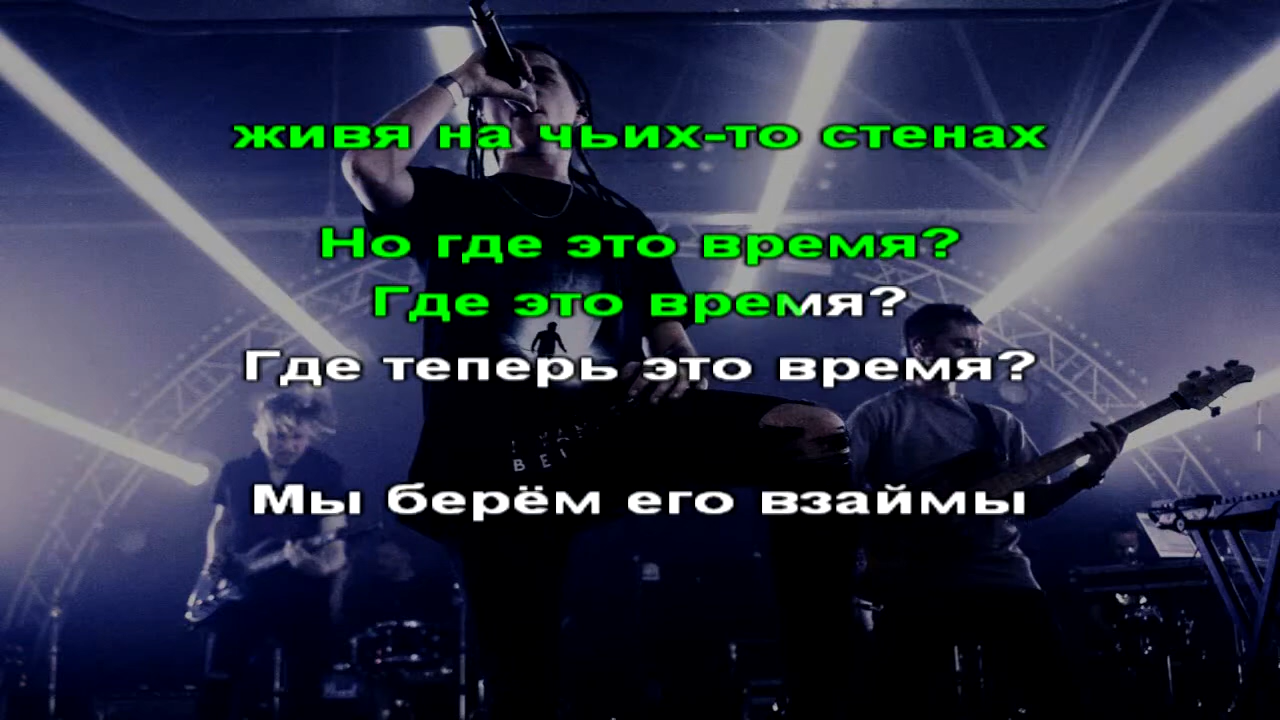 живя на чьих-то стенах
Но где это время?
Где это время?
Где теперь это время?
Мы берём его взаймы